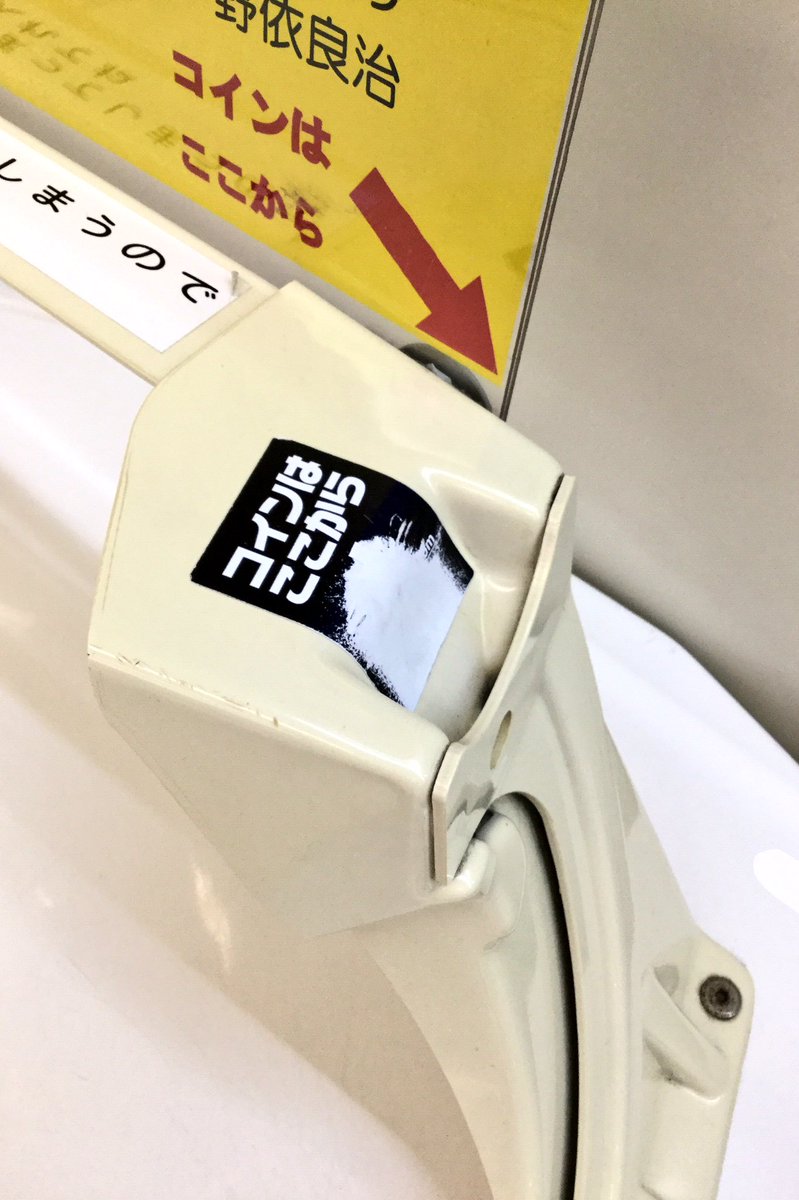 野依良治
コインは
ここから
しまうので
コインは
ここから